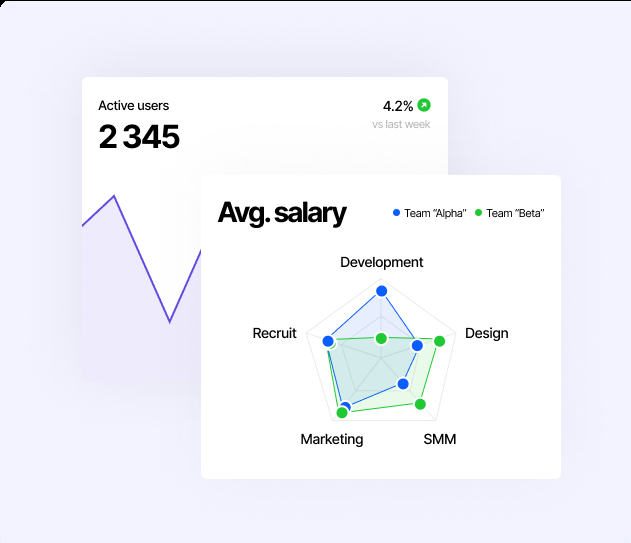 Active users
4.2%
2 345
vs last week
Avg. salary
Team “Alpha”
Team “Beta”
Development
Recruit
Design
Marketing
SMM